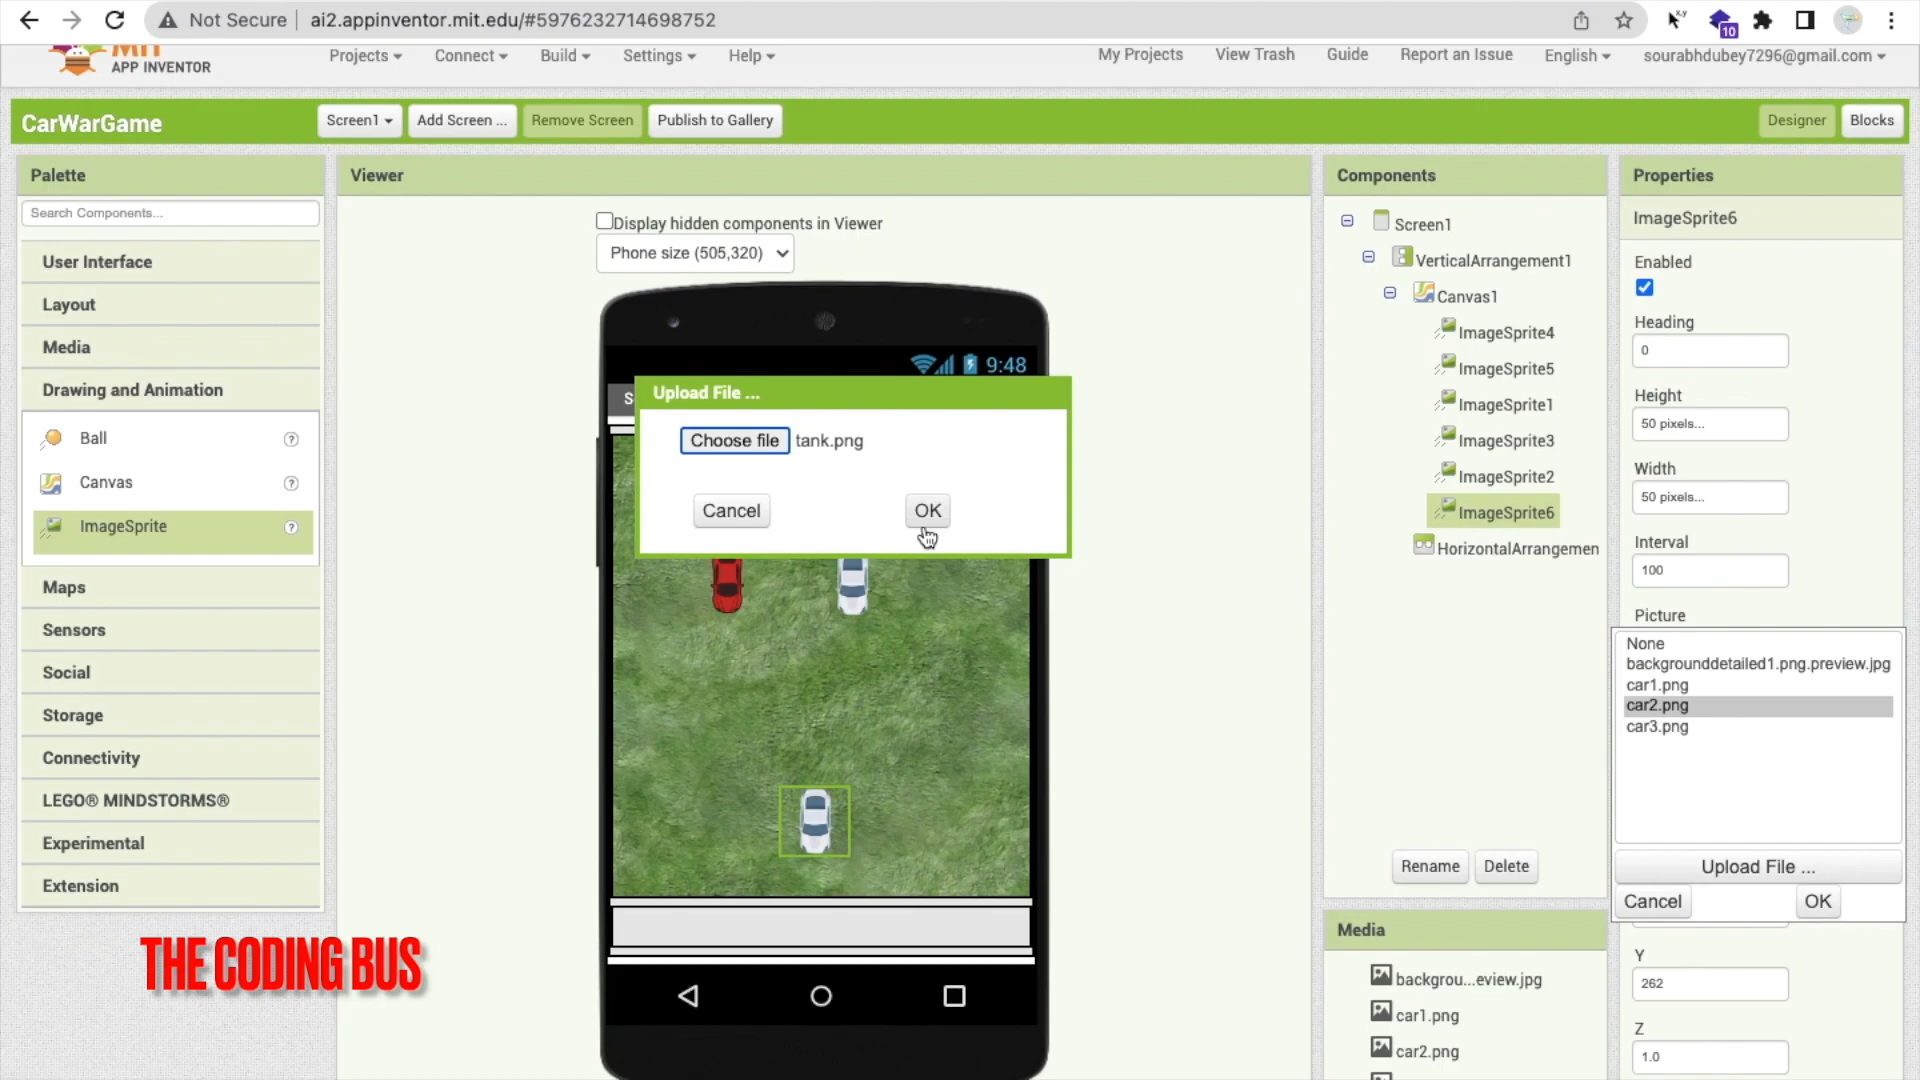 Not Secure
ai2.appinventor.mit.edu/#5976232714698752
10
MIT
APP INVENTOR
Projects
Connect
Build
Settings
Help
My Projects
View Trash
Guide
Report an Issue
English
sourabhdubey7296@gmail.com
CarWarGame
Screen1
Add Screen ...
Remove Screen
Publish to Gallery
Designer
Blocks
Palette
Search Components...
User Interface
Layout
Media
Drawing and Animation
Ball
?
Canvas
?
ImageSprite
?
Maps
Sensors
Social
Storage
Connectivity
LEGO® MINDSTORMS®
Experimental
Extension
THE CODING BUS
Viewer
Display hidden components in Viewer
Phone size (505,320)
9:48
S
Upload File ...
Choose file
tank.png
Cancel
OK
Components
Screen1
VerticalArrangement1
Canvas1
ImageSprite4
ImageSprite5
ImageSprite1
ImageSprite3
ImageSprite2
ImageSprite6
HorizontalArrangemen
Rename
Delete
Media
backgrou...eview.jpg
car1.png
car2.png
Properties
ImageSprite6
Enabled
Heading
0
Height
50 pixels...
Width
50 pixels...
Interval
100
Picture
None
backgrounddetailed1.png.preview.jpg
car1.png
car2.png
car3.png
Upload File ...
Cancel
OK
Y
262
Z
1.0